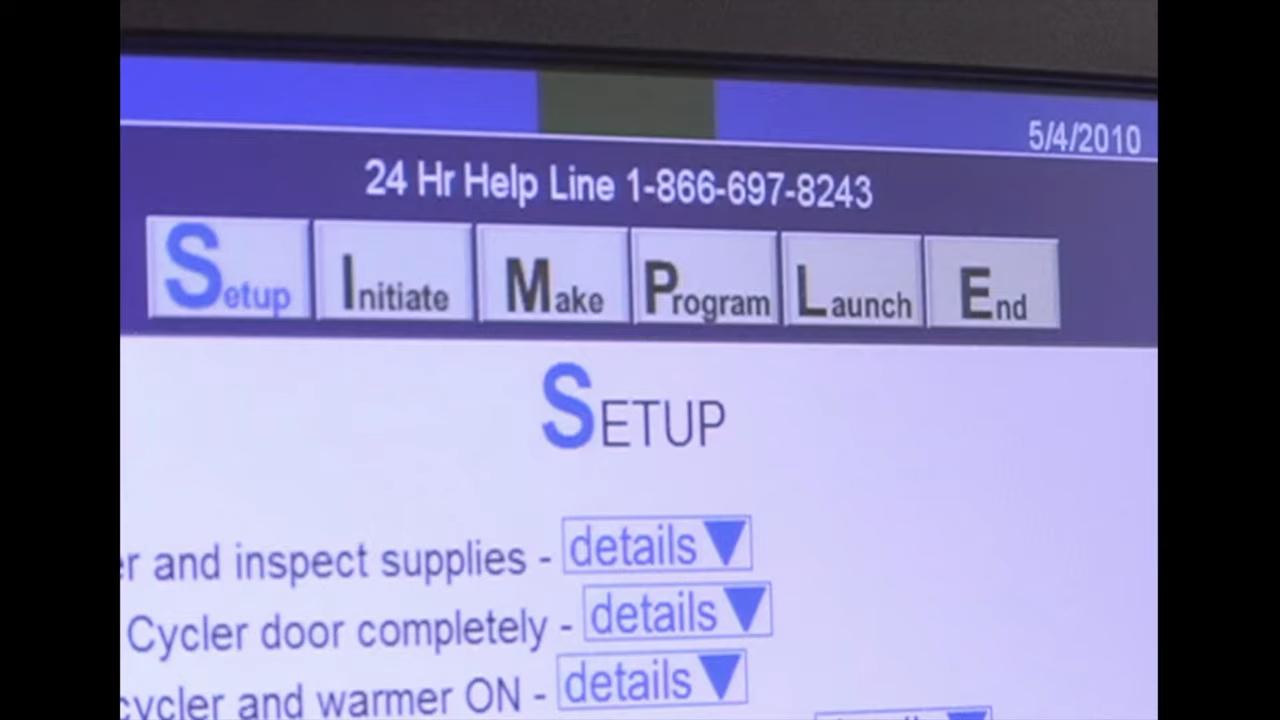 5/4/2010
24 Hr Help Line 1-866-697-8243
Setup Initiate Make Program Launch End
SETUP
and inspect supplies - details
Cycler door completely - details
cycler and warmer ON - details